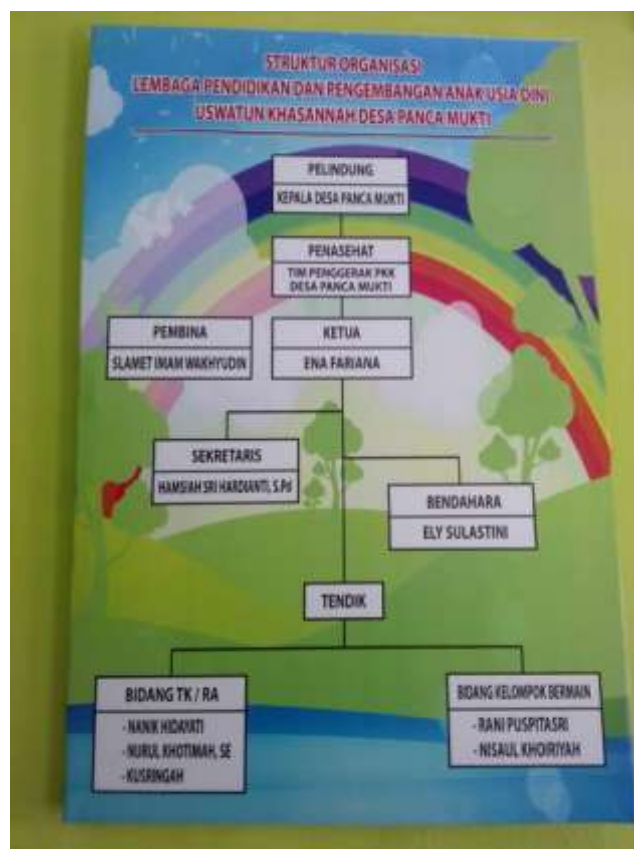 STRUKTUR ORGANISASI
LEMBAGA PENDIDIKAN DAN PENGEMBANGAN ANAK USIA DINI
USWATUN KHASANNAH DESA PANCA MUKTI
PELINDUNG
KEPALA DESA PANCA MUKTI
PENASEHAT
TIM PENGGERAK PKK
DESA PANCA MUKTI
PEMBINA
SLAMET IMAM WAKHYUDIN
KETUA
ENA FARIANA
SEKRETARIS
HAMSIAH SRI HARDIANTI, S.Pd
BENDAHARA
ELY SULASTINI
TENDIK
BIDANG TK / RA
- NANIK HIDAYATI
- NURUL KHOTIMAH, SE
- KUSRINGAH
BIDANG KELOMPOK BERMAIN
- RANI PUSPITASRI
- NISAUL KHOIRIYAH